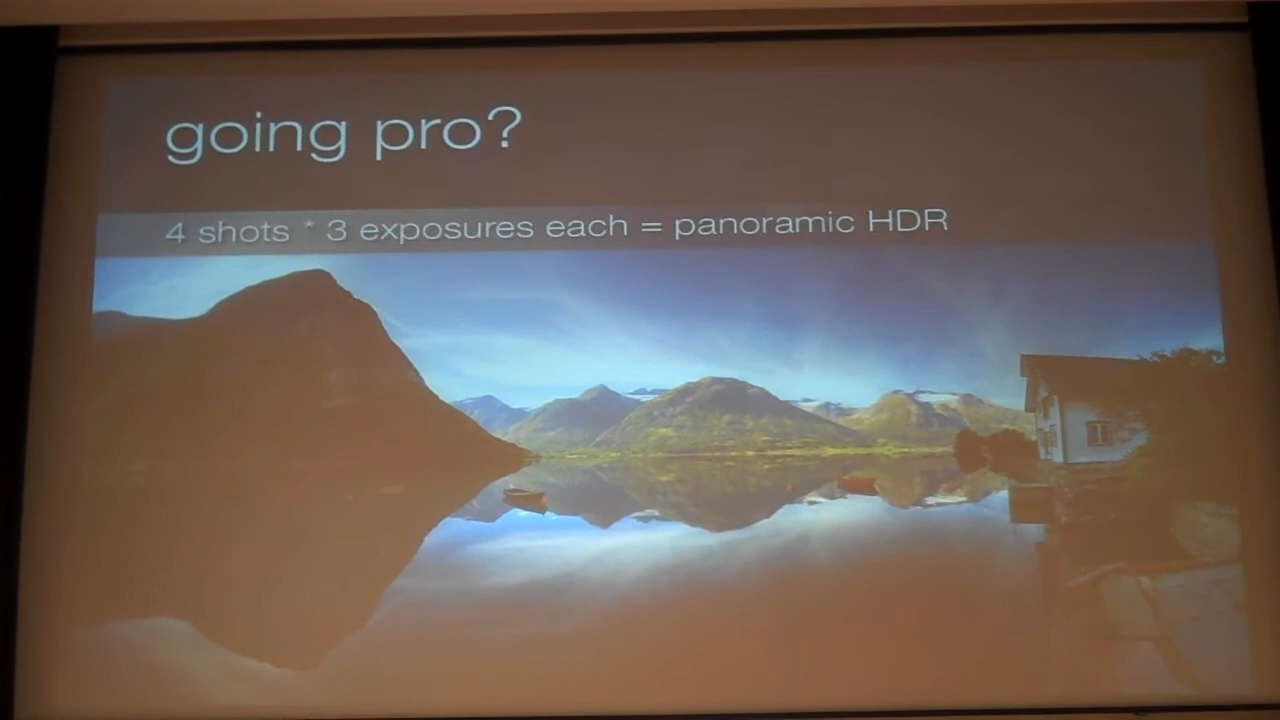 going pro?
4 shots * 3 exposures each = panoramic HDR